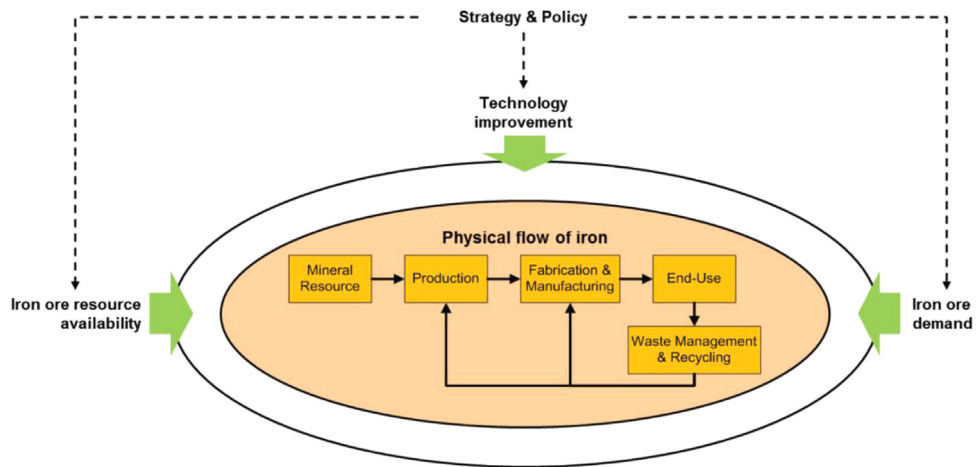 Strategy & Policy
Technology
improvement
Physical flow of iron
Mineral
Resource
Production
Fabrication &
Manufacturing
End-Use
Iron ore resource
availability
Iron ore
demand
Waste Management
& Recycling